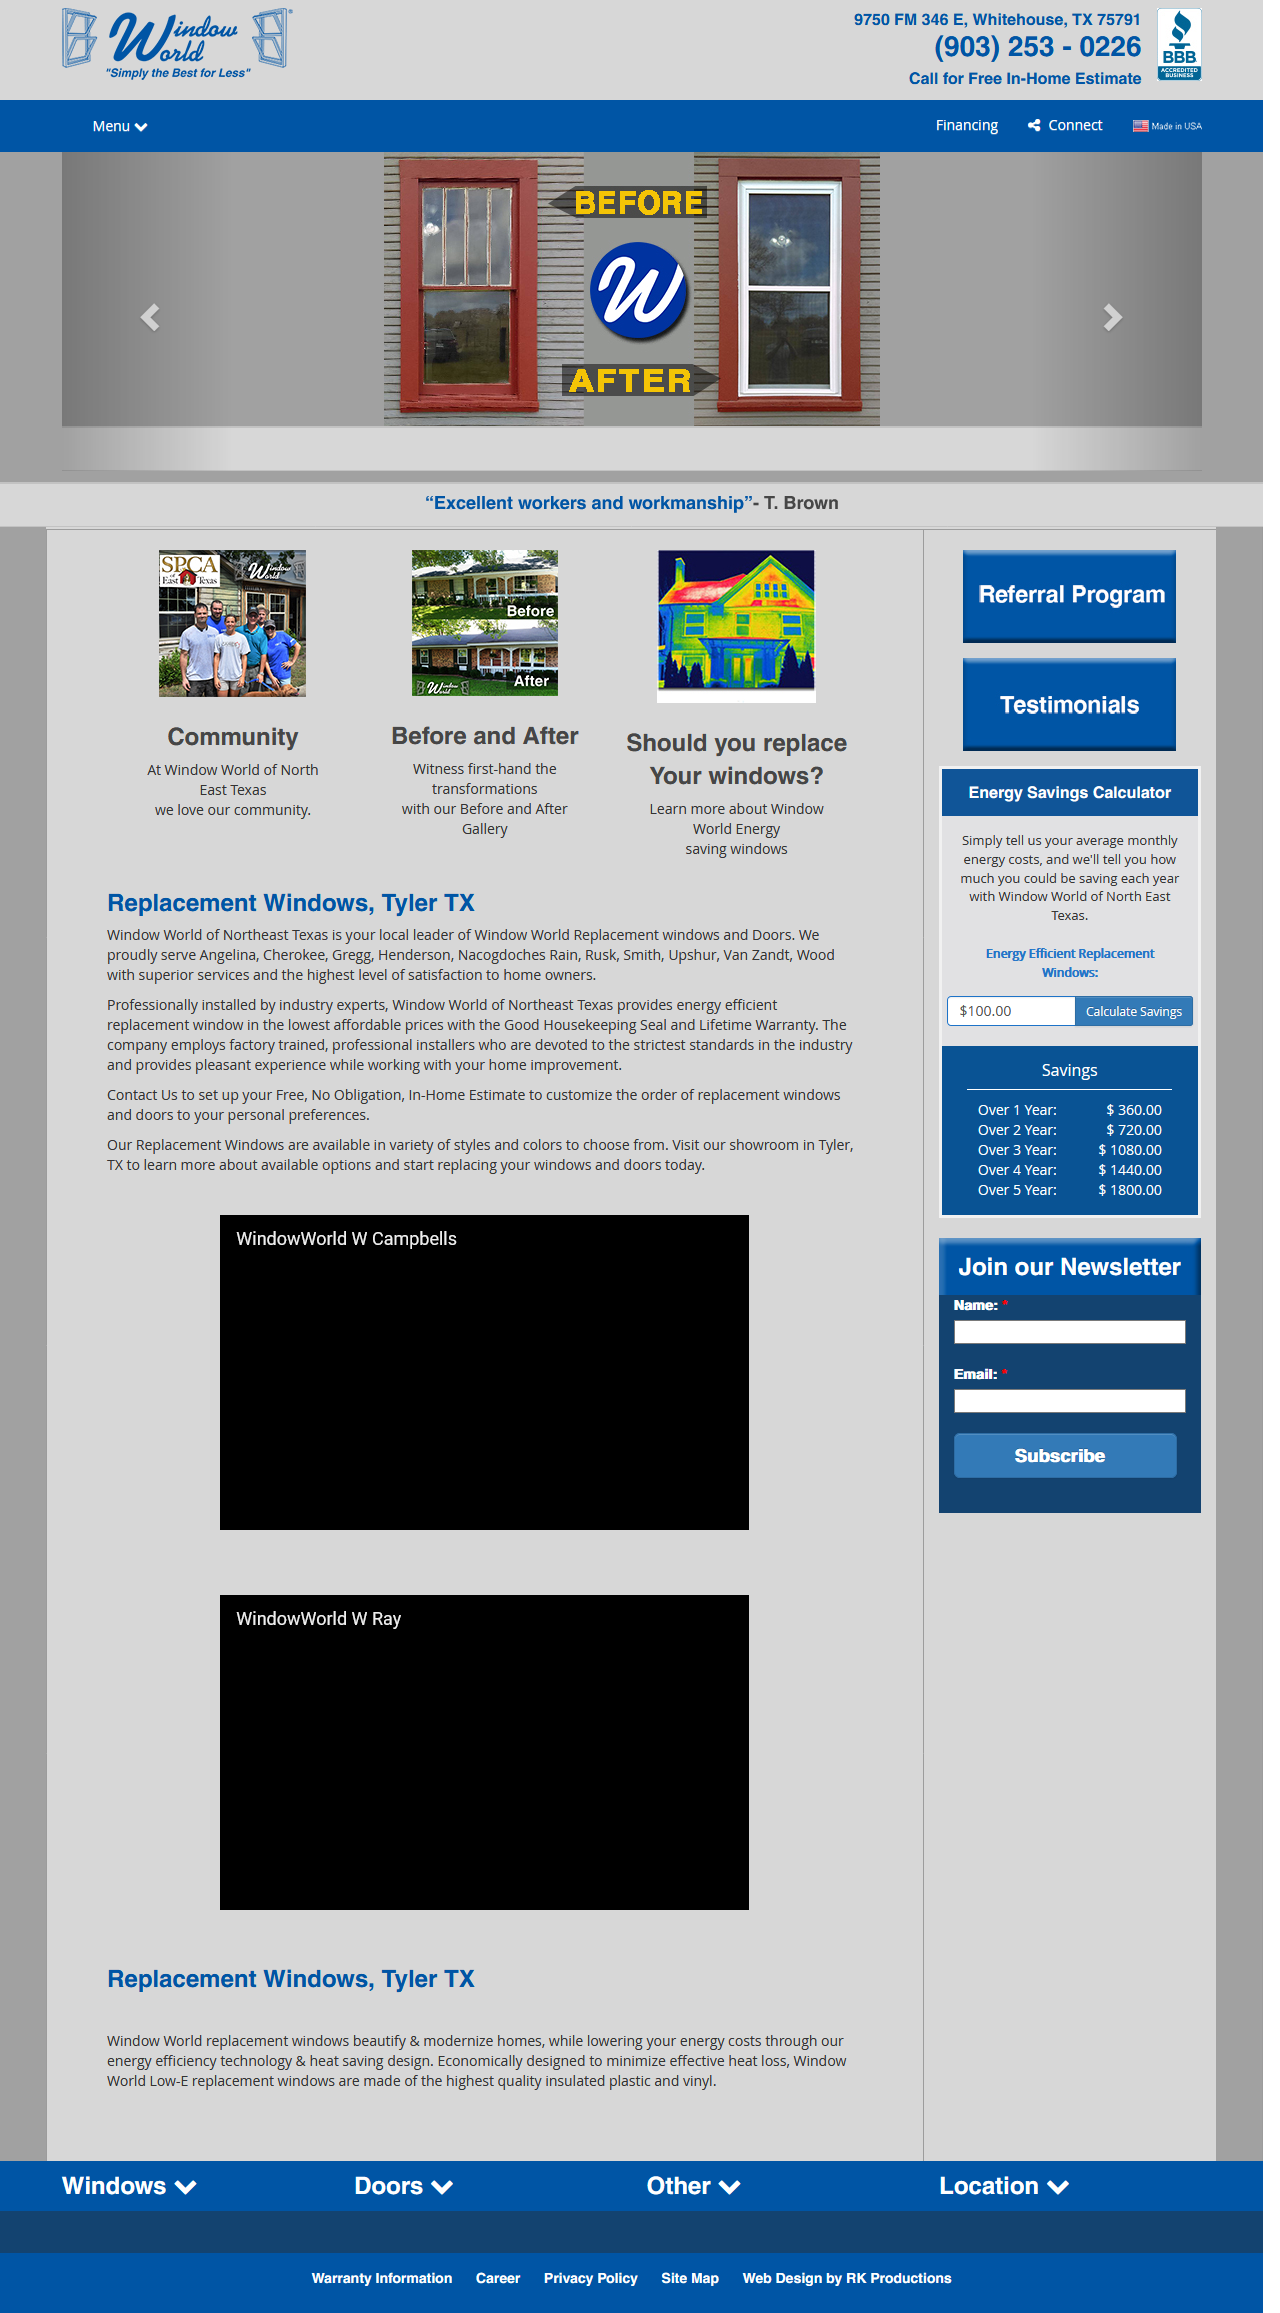 Window
World
"Simply the Best for Less"
9750 FM 346 E, Whitehouse, TX 75791
(903) 253 - 0226
Call for Free In-Home Estimate
BBB
ACCREDITED
BUSINESS
Menu
Financing
Connect
Made in USA
BEFORE
W
AFTER
“Excellent workers and workmanship”- T. Brown
SPCA
of
East Texas
Window
World
Before
After
Window
World
Community
At Window World of North
East Texas
we love our community.
Before and After
Witness first-hand the
transformations
with our Before and After
Gallery
Should you replace
Your windows?
Learn more about Window
World Energy
saving windows
Replacement Windows, Tyler TX
Window World of Northeast Texas is your local leader of Window World Replacement windows and Doors. We
proudly serve Angelina, Cherokee, Gregg, Henderson, Nacogdoches Rain, Rusk, Smith, Upshur, Van Zandt, Wood
with superior services and the highest level of satisfaction to home owners.
Professionally installed by industry experts, Window World of Northeast Texas provides energy efficient
replacement window in the lowest affordable prices with the Good Housekeeping Seal and Lifetime Warranty. The
company employs factory trained, professional installers who are devoted to the strictest standards in the industry
and provides pleasant experience while working with your home improvement.
Contact Us to set up your Free, No Obligation, In-Home Estimate to customize the order of replacement windows
and doors to your personal preferences.
Our Replacement Windows are available in variety of styles and colors to choose from. Visit our showroom in Tyler,
TX to learn more about available options and start replacing your windows and doors today.
WindowWorld W Campbells
WindowWorld W Ray
Replacement Windows, Tyler TX
Window World replacement windows beautify & modernize homes, while lowering your energy costs through our
energy efficiency technology & heat saving design. Economically designed to minimize effective heat loss, Window
World Low-E replacement windows are made of the highest quality insulated plastic and vinyl.
Referral Program
Testimonials
Energy Savings Calculator
Simply tell us your average monthly
energy costs, and we'll tell you how
much you could be saving each year
with Window World of North East
Texas.
Energy Efficient Replacement
Windows:
$100.00
Calculate Savings
Savings
Over 1 Year: $ 360.00
Over 2 Year: $ 720.00
Over 3 Year: $ 1080.00
Over 4 Year: $ 1440.00
Over 5 Year: $ 1800.00
Join our Newsletter
Name: *
Email: *
Subscribe
Windows
Doors
Other
Location
Warranty Information Career Privacy Policy Site Map Web Design by RK Productions